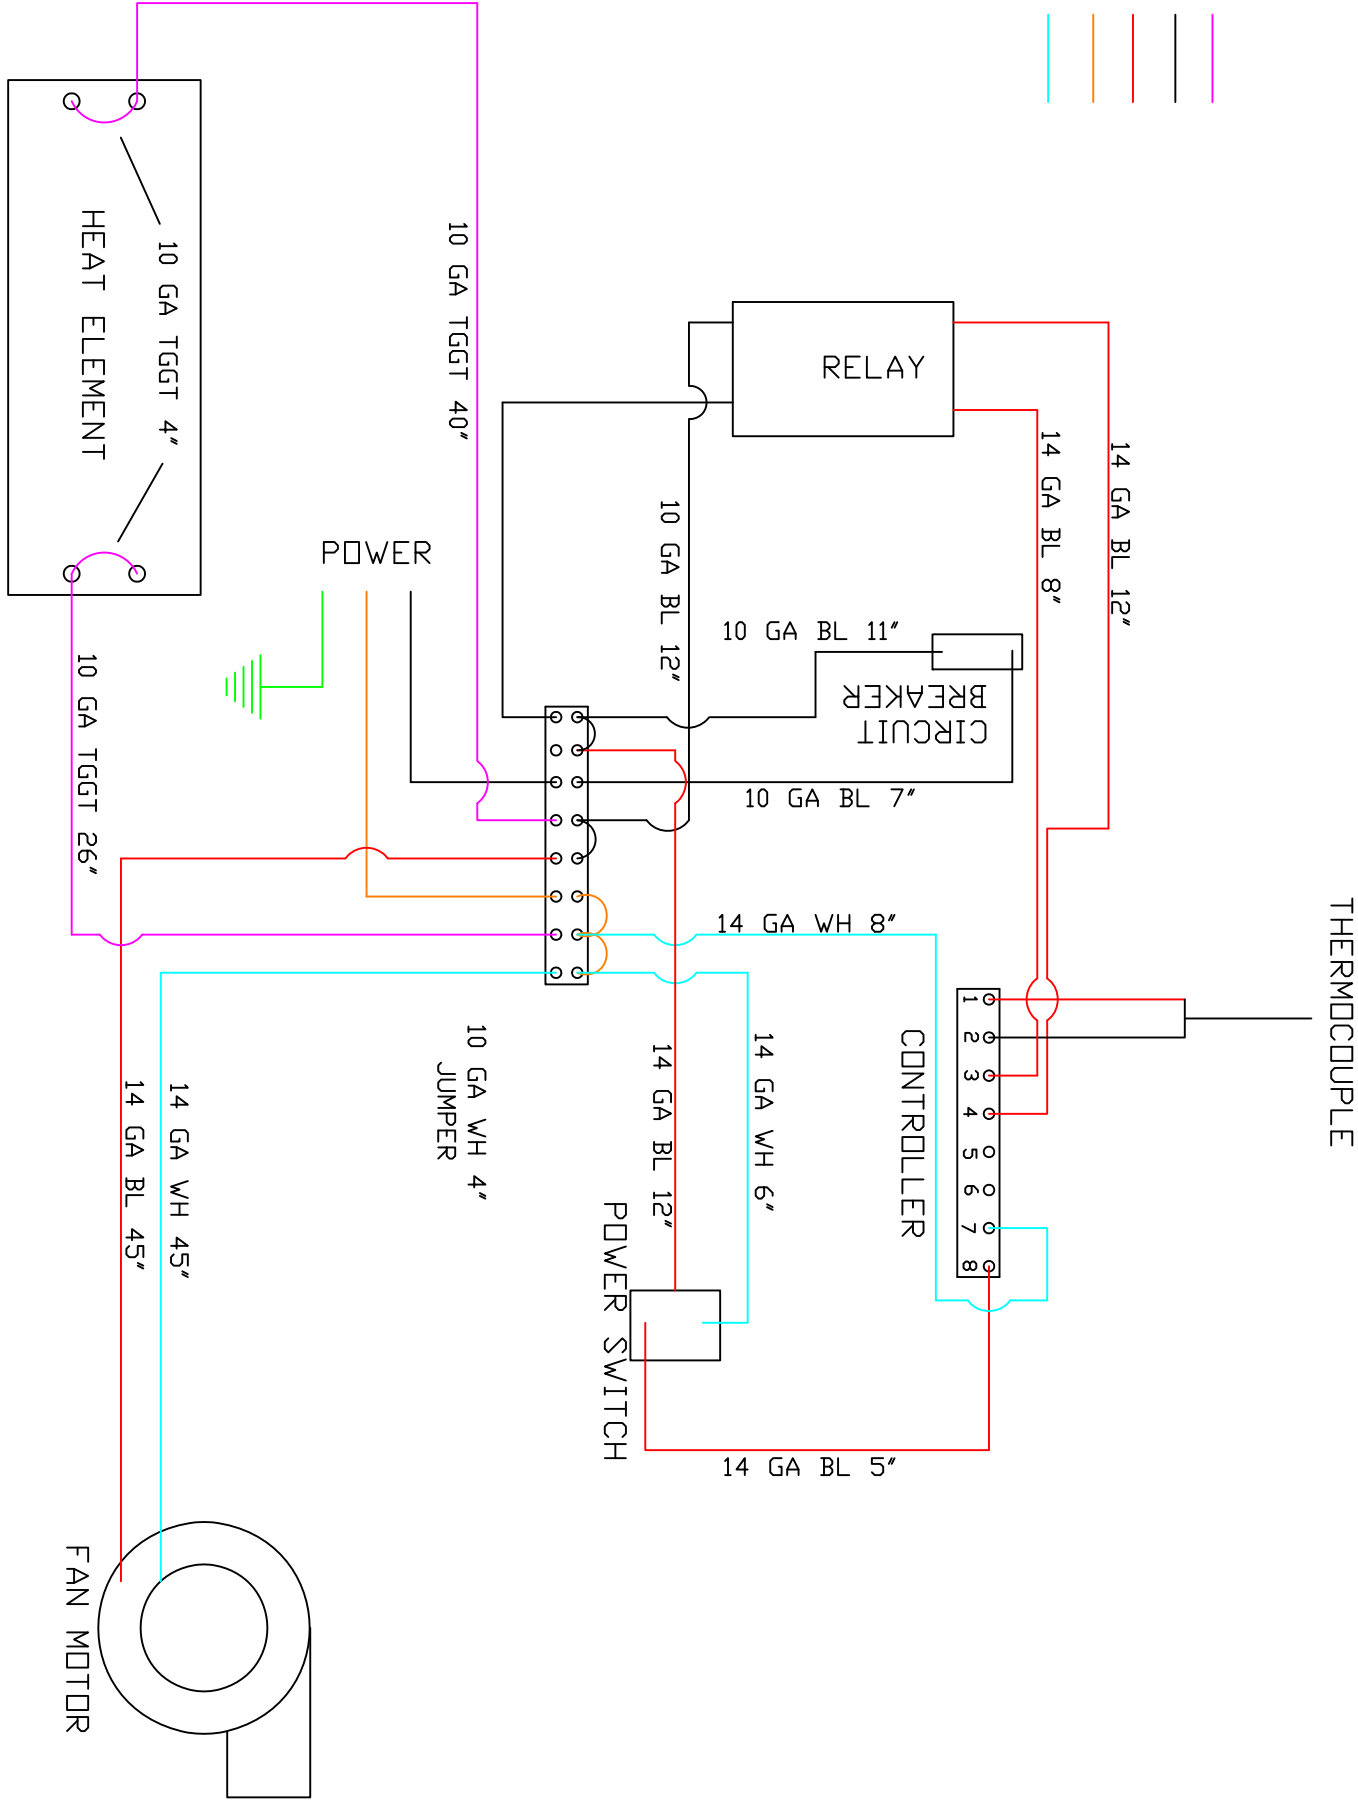 10 GA TGGT 4"
HEAT ELEMENT
10 GA TGGT 40"
RELAY
14 GA BL 12"
14 GA BL 8"
10 GA BL 12"
POWER
10 GA BL 11"
CIRCUIT
BREAKER
10 GA BL 7"
10 GA TGGT 26"
14 GA WH 8"
THERMOCOUPLE
CONTROLLER
1
2
3
4
5
6
7
8
10 GA WH 4"
JUMPER
14 GA BL 12"
14 GA WH 6"
POWER SWITCH
14 GA BL 5"
14 GA WH 45"
14 GA BL 45"
FAN MOTOR